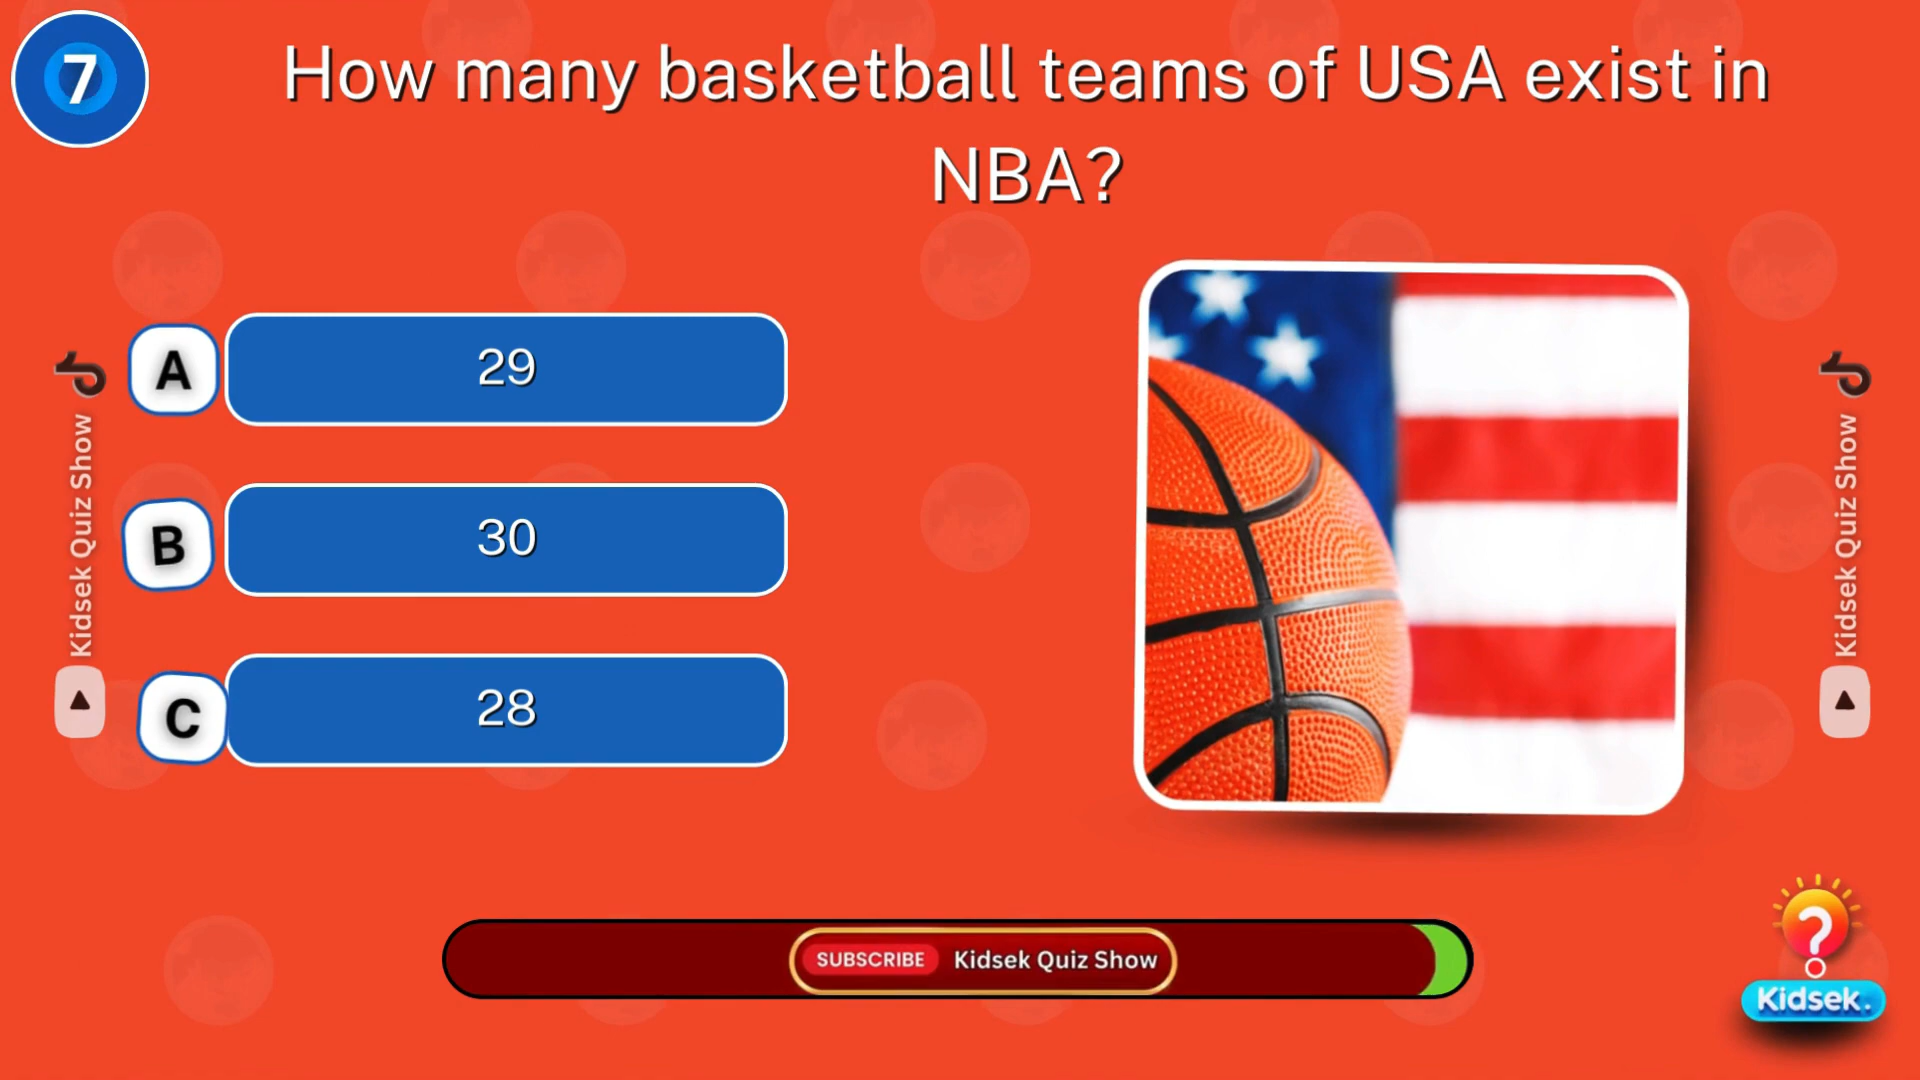 7
How many basketball teams of USA exist in
NBA?
A
29
B
30
C
28
Kidsek Quiz Show
Kidsek Quiz Show
SUBSCRIBE Kidsek Quiz Show
?
Kidsek.